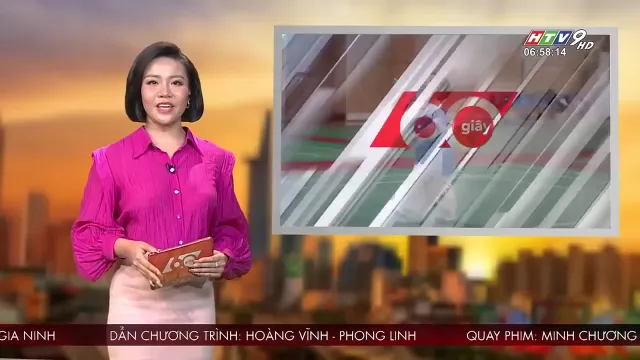 HTV9 HD
06:58:14
60 giây
GIA NINH DẪN CHƯƠNG TRÌNH: HOÀNG VĨNH - PHONG LINH QUAY PHIM: MINH CHƯƠNG